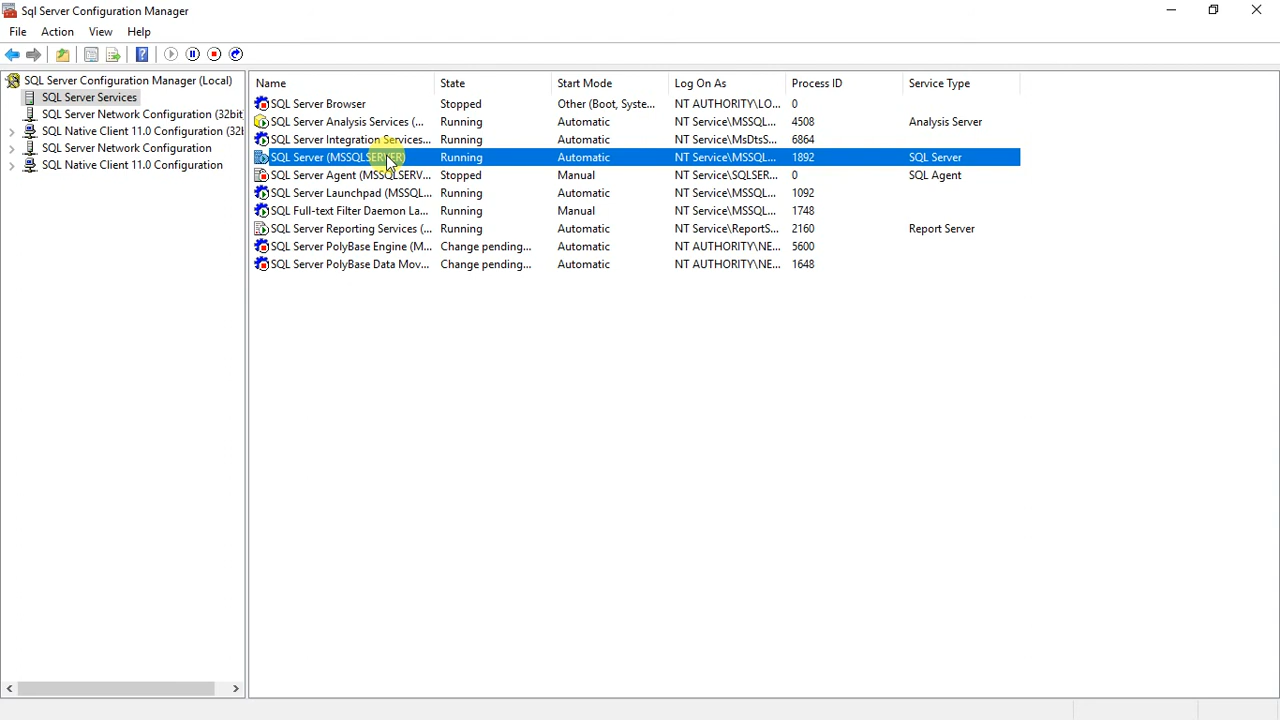 Sql Server Configuration Manager
File Action View Help
SQL Server Configuration Manager (Local)
SQL Server Services
SQL Server Network Configuration (32bit
SQL Native Client 11.0 Configuration (32b
SQL Server Network Configuration
SQL Native Client 11.0 Configuration
Name State Start Mode Log On As Process ID Service Type
SQL Server Browser Stopped Other (Boot, Syste... NT AUTHORITY\LO... 0
SQL Server Analysis Services (... Running Automatic NT Service\MSSQL... 4508 Analysis Server
SQL Server Integration Services... Running Automatic NT Service\MsDtsS... 6864
SQL Server (MSSQLSERVER) Running Automatic NT Service\MSSQL... 1892 SQL Server
SQL Server Agent (MSSQLSERV... Stopped Manual NT Service\SQLSER... 0 SQL Agent
SQL Server Launchpad (MSSQL... Running Automatic NT Service\MSSQL... 1092
SQL Full-text Filter Daemon La... Running Manual NT Service\MSSQL... 1748
SQL Server Reporting Services (... Running Automatic NT Service\ReportS... 2160 Report Server
SQL Server PolyBase Engine (M... Change pending... Automatic NT AUTHORITY\NE... 5600
SQL Server PolyBase Data Mov... Change pending... Automatic NT AUTHORITY\NE... 1648